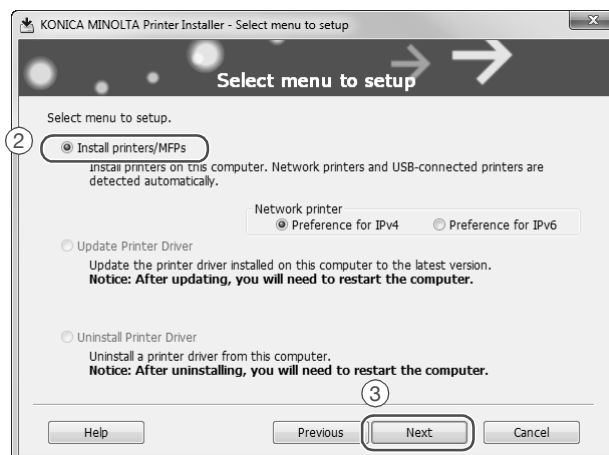 KONICA MINOLTA Printer Installer - Select menu to setup
Select menu to setup
Select menu to setup.
2
Install printers/MFPs
Install printers on this computer. Network printers and USB-connected printers are
detected automatically.
Network printer
Preference for IPv4 Preference for IPv6
Update Printer Driver
Update the printer driver installed on this computer to the latest version.
Notice: After updating, you will need to restart the computer.
Uninstall Printer Driver
Uninstall a printer driver from this computer.
Notice: After uninstalling, you will need to restart the computer.
3
Help Previous Next Cancel